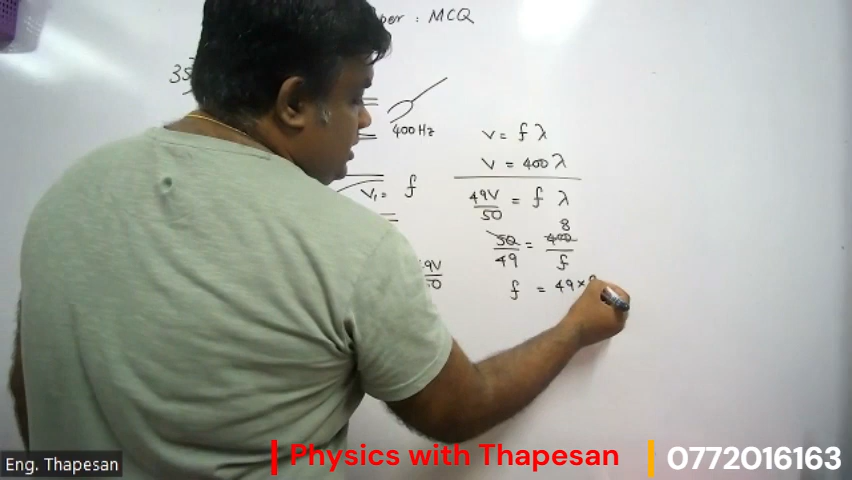 per : MCQ
35
400 Hz
V = f λ
V = 400 λ
V₁ = f
49V/50 = f λ
8
50/49 = 400/f
9V/50
f = 49 × 8
Eng. Thapesan
Physics with Thapesan
0772016163